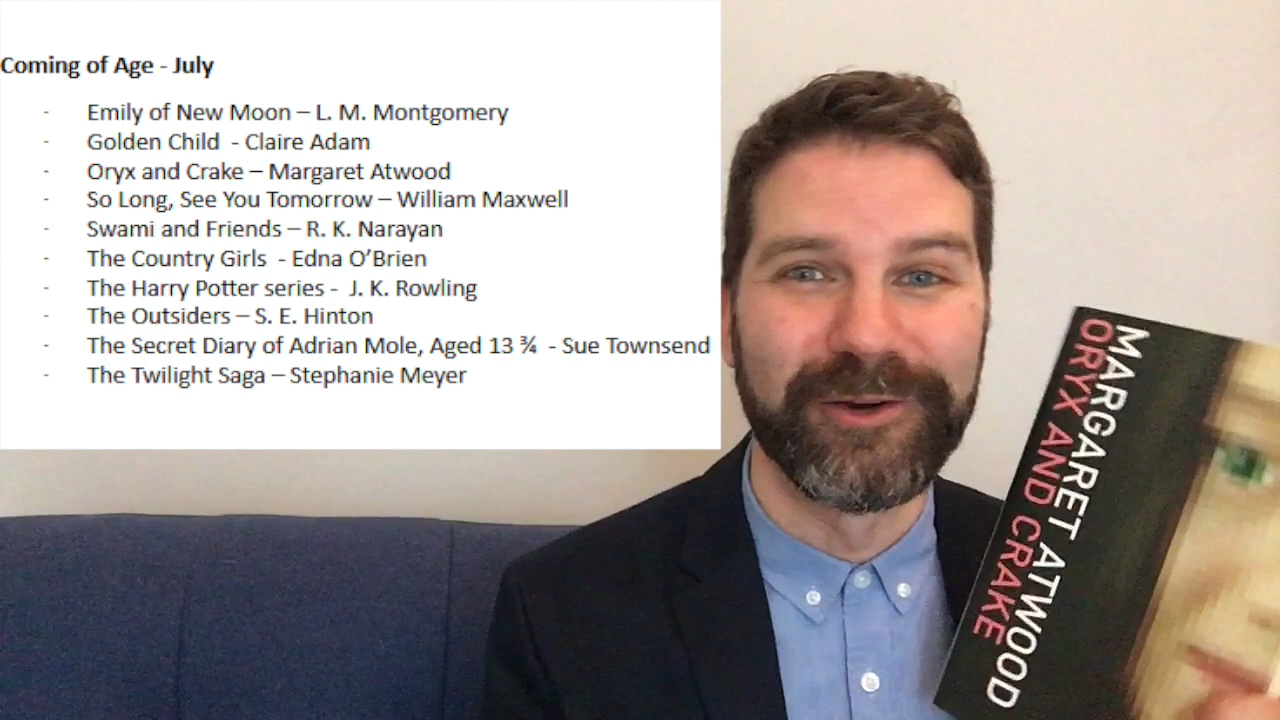 Coming of Age - July
- Emily of New Moon – L. M. Montgomery
- Golden Child  - Claire Adam
- Oryx and Crake – Margaret Atwood
- So Long, See You Tomorrow – William Maxwell
- Swami and Friends – R. K. Narayan
- The Country Girls  - Edna O’Brien
- The Harry Potter series -  J. K. Rowling
- The Outsiders – S. E. Hinton
- The Secret Diary of Adrian Mole, Aged 13 ¾  - Sue Townsend
- The Twilight Saga – Stephanie Meyer
MARGARET ATWOOD
ORYX AND CRAKE